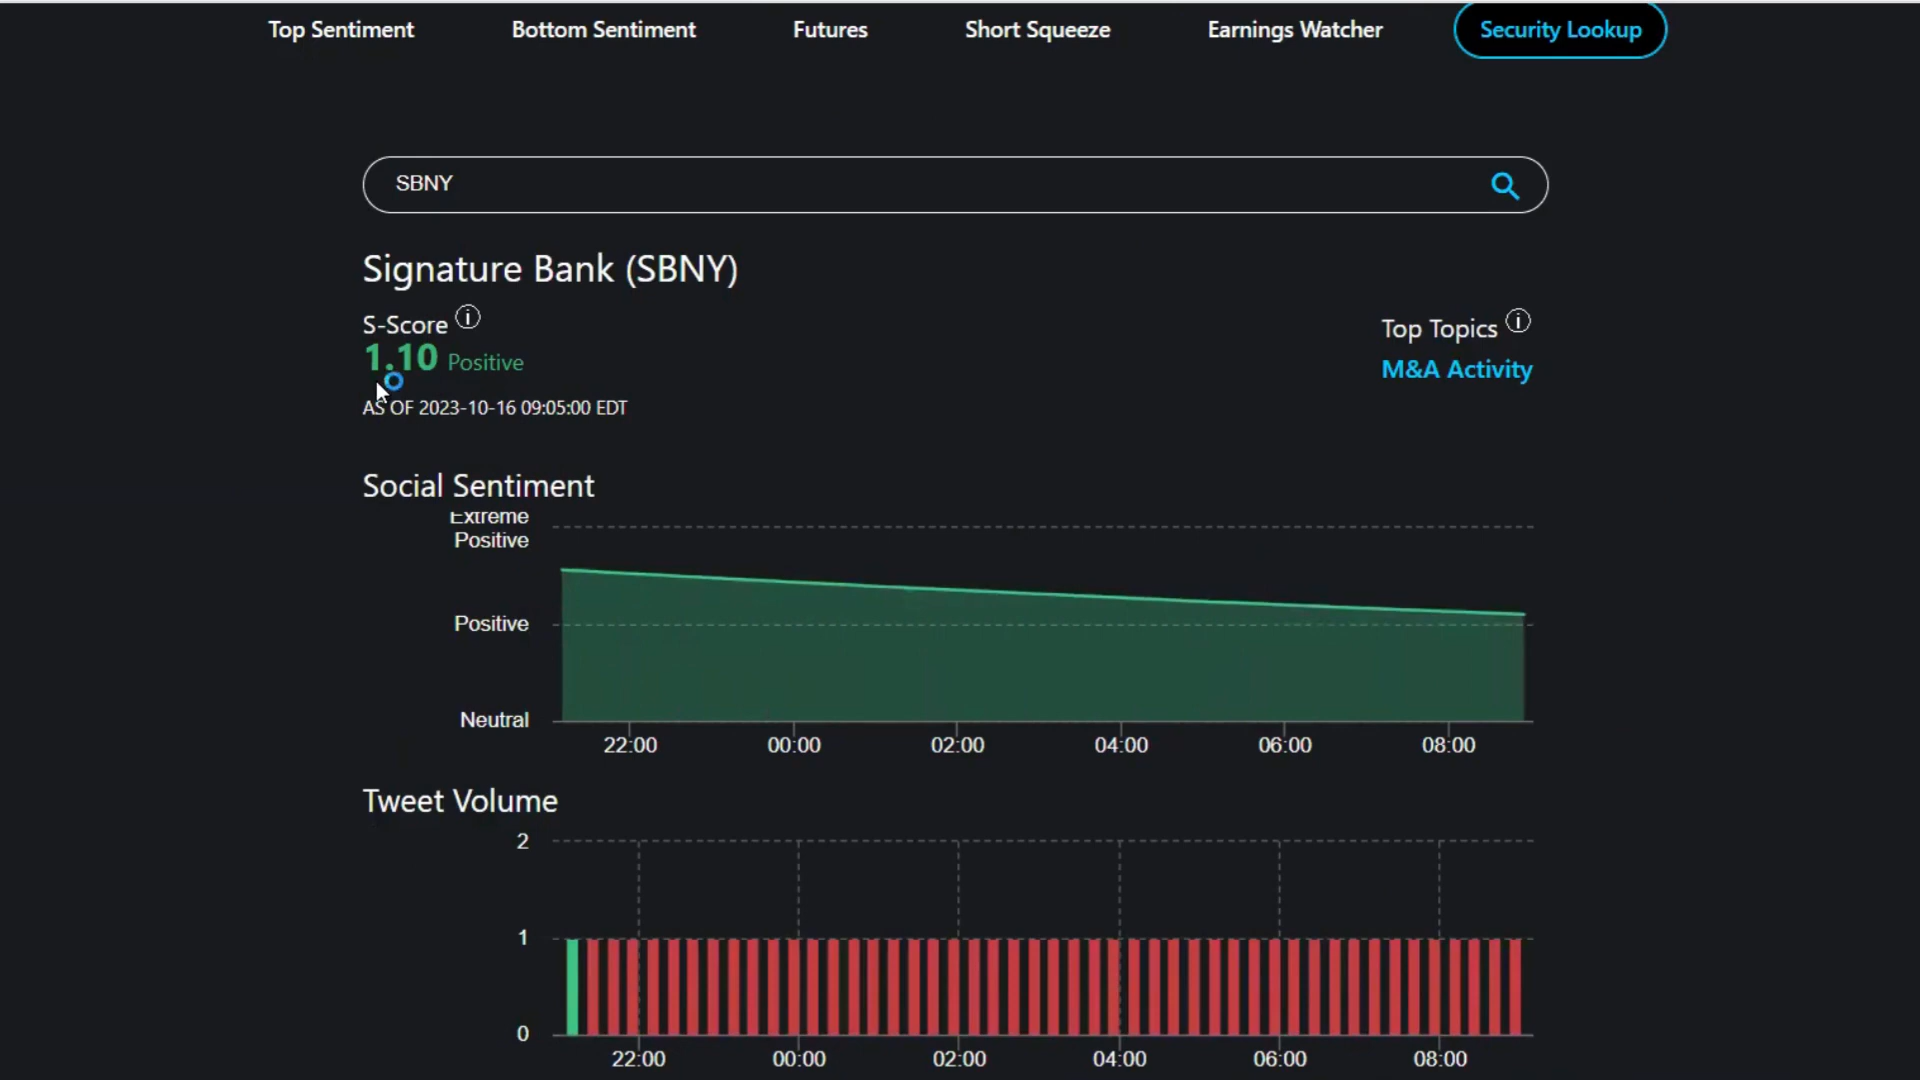 Top Sentiment Bottom Sentiment Futures Short Squeeze Earnings Watcher Security Lookup
SBNY
Signature Bank (SBNY)
S-Score
1.10 Positive
AS OF 2023-10-16 09:05:00 EDT
Top Topics
M&A Activity
Social Sentiment
Extreme
Positive
Positive
Neutral
22:00 00:00 02:00 04:00 06:00 08:00
Tweet Volume
2
1
0
22:00 00:00 02:00 04:00 06:00 08:00